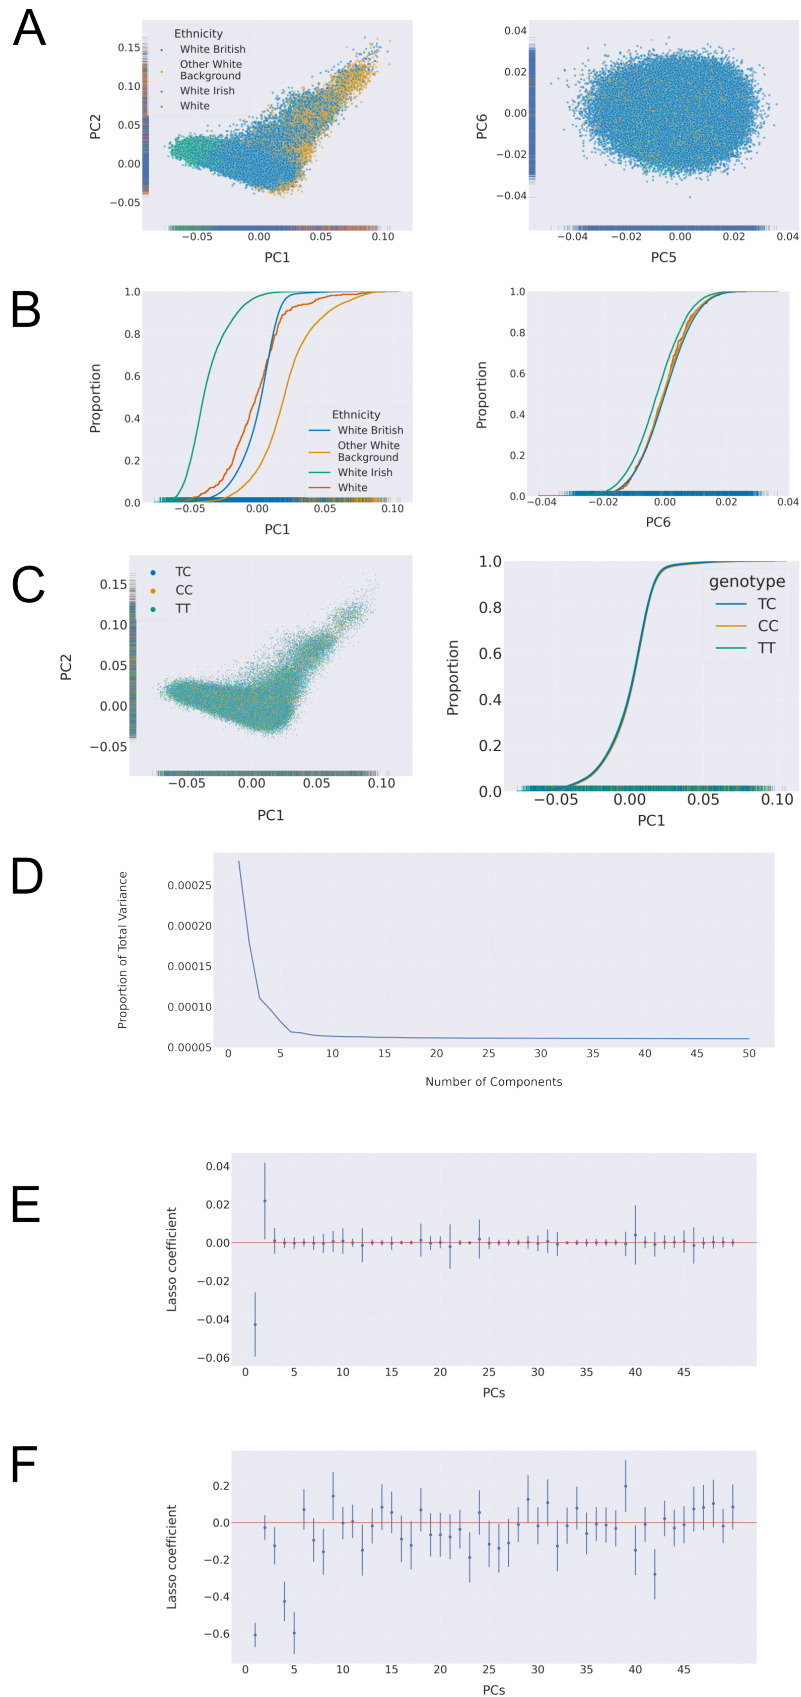 A
Ethnicity
White British
Other White
Background
White Irish
White
0.15
0.10
0.05
0.00
−0.05
PC2
−0.05
0.00
0.05
0.10
PC1
0.04
0.02
0.00
−0.02
−0.04
PC6
−0.04
−0.02
0.00
0.02
0.04
PC5
B
1.0
0.8
0.6
0.4
0.2
0.0
Proportion
Ethnicity
White British
Other White
Background
White Irish
White
−0.05
0.00
0.05
0.10
PC1
1.0
0.8
0.6
0.4
0.2
0.0
Proportion
−0.04
−0.02
0.00
0.02
0.04
PC6
C
TC
CC
TT
0.15
0.10
0.05
0.00
−0.05
PC2
−0.05
0.00
0.05
0.10
PC1
1.0
0.8
0.6
0.4
0.2
0.0
Proportion
genotype
TC
CC
TT
−0.05
0.00
0.05
0.10
PC1
D
0.00025
0.00020
0.00015
0.00010
0.00005
Proportion of Total Variance
0
5
10
15
20
25
30
35
40
45
50
Number of Components
E
0.04
0.02
0.00
−0.02
−0.04
−0.06
Lasso coefficient
0
5
10
15
20
25
30
35
40
45
PCs
F
0.2
0.0
−0.2
−0.4
−0.6
Lasso coefficient
0
5
10
15
20
25
30
35
40
45
PCs